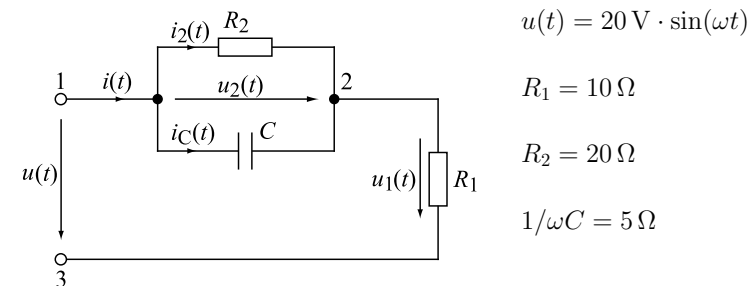 i₂(t) R₂
u(t) = 20 V · sin(ωt)
1 i(t) u₂(t) 2
R₁ = 10 Ω
i_C(t) C
R₂ = 20 Ω
u(t) u₁(t) R₁
1/ωC = 5 Ω
3